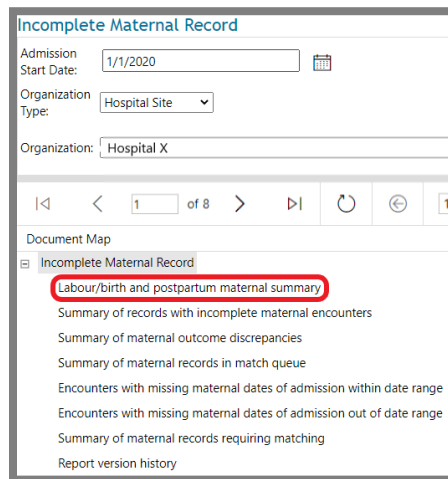 Incomplete Maternal Record
Admission
Start Date:
1/1/2020
Organization
Type:
Hospital Site
Organization:
Hospital X
1 of 8
1
Document Map
Incomplete Maternal Record
Labour/birth and postpartum maternal summary
Summary of records with incomplete maternal encounters
Summary of maternal outcome discrepancies
Summary of maternal records in match queue
Encounters with missing maternal dates of admission within date range
Encounters with missing maternal dates of admission out of date range
Summary of maternal records requiring matching
Report version history